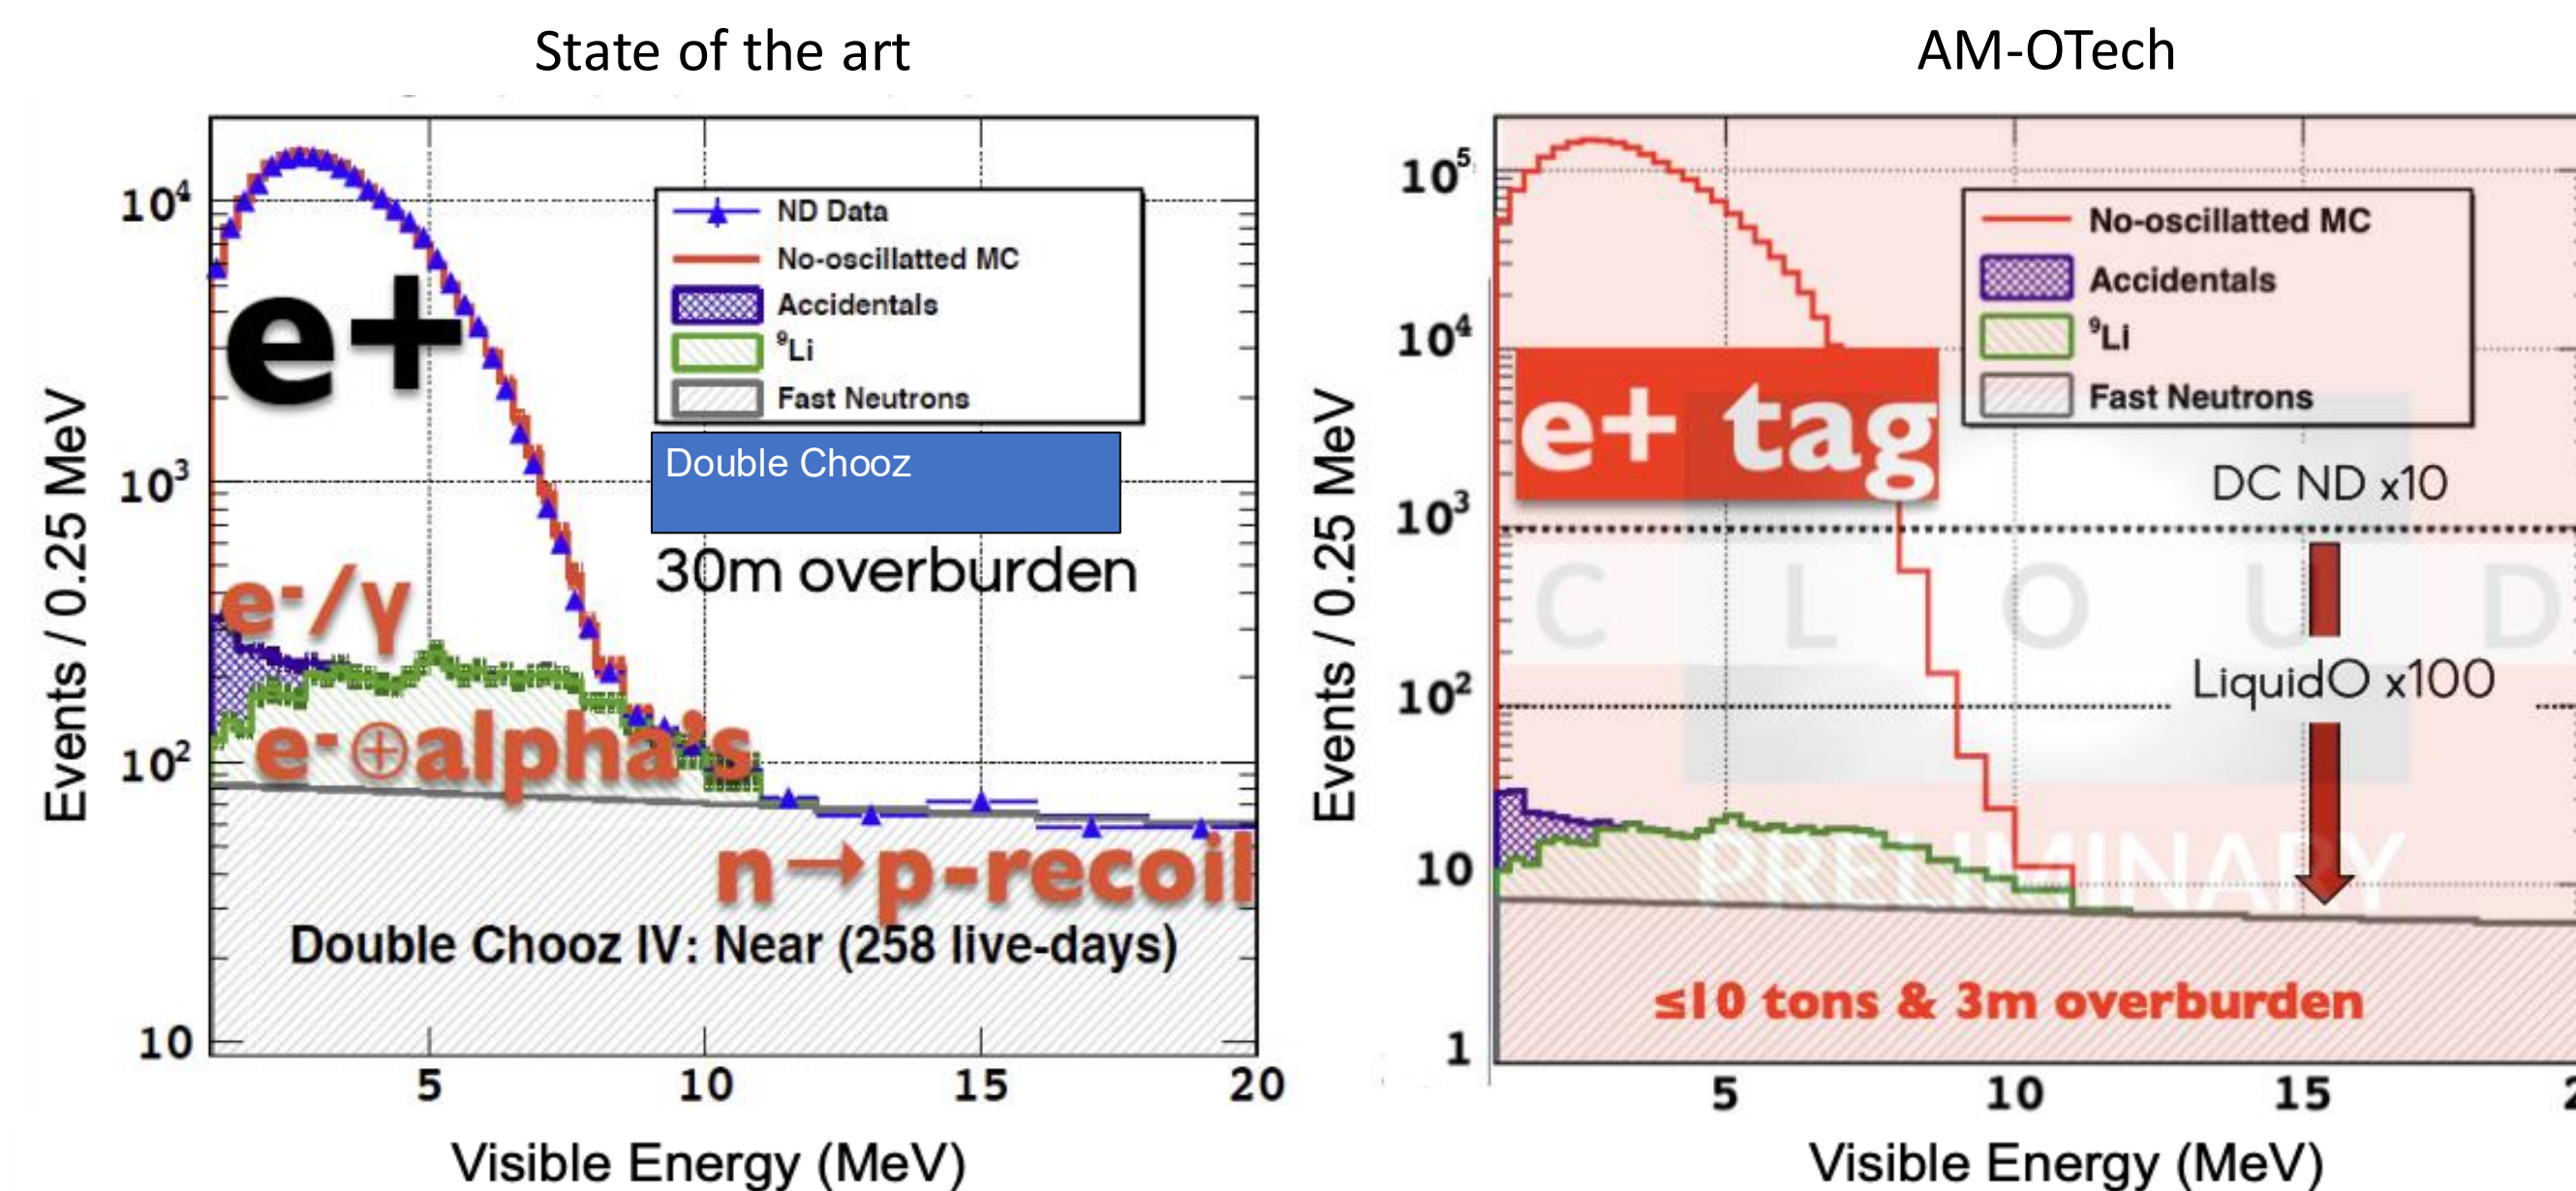 State of the art
Events / 0.25 MeV
10⁴
10³
10²
10
ND Data
No-oscillatted MC
Accidentals
⁹Li
Fast Neutrons
Double Chooz
30m overburden
e+
e-/γ
e-⊕alpha's
n→p-recoil
Double Chooz IV: Near (258 live-days)
5 10 15 20
Visible Energy (MeV)
AM-OTech
Events / 0.25 MeV
10⁵
10⁴
10³
10²
10
1
No-oscillatted MC
Accidentals
⁹Li
Fast Neutrons
e+ tag
DC ND x10
C L O U D
LiquidO x100
PRELIMINARY
≤10 tons & 3m overburden
5 10 15 2
Visible Energy (MeV)